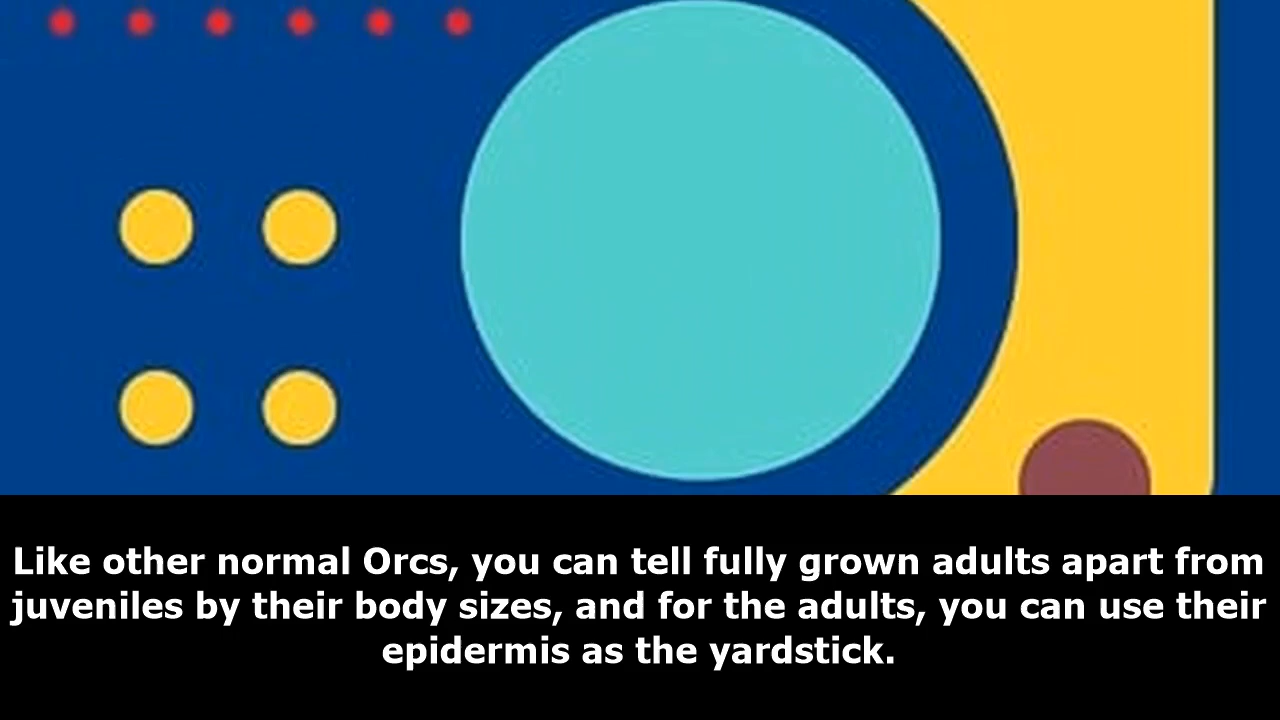 Like other normal Orcs, you can tell fully grown adults apart from
juveniles by their body sizes, and for the adults, you can use their
epidermis as the yardstick.